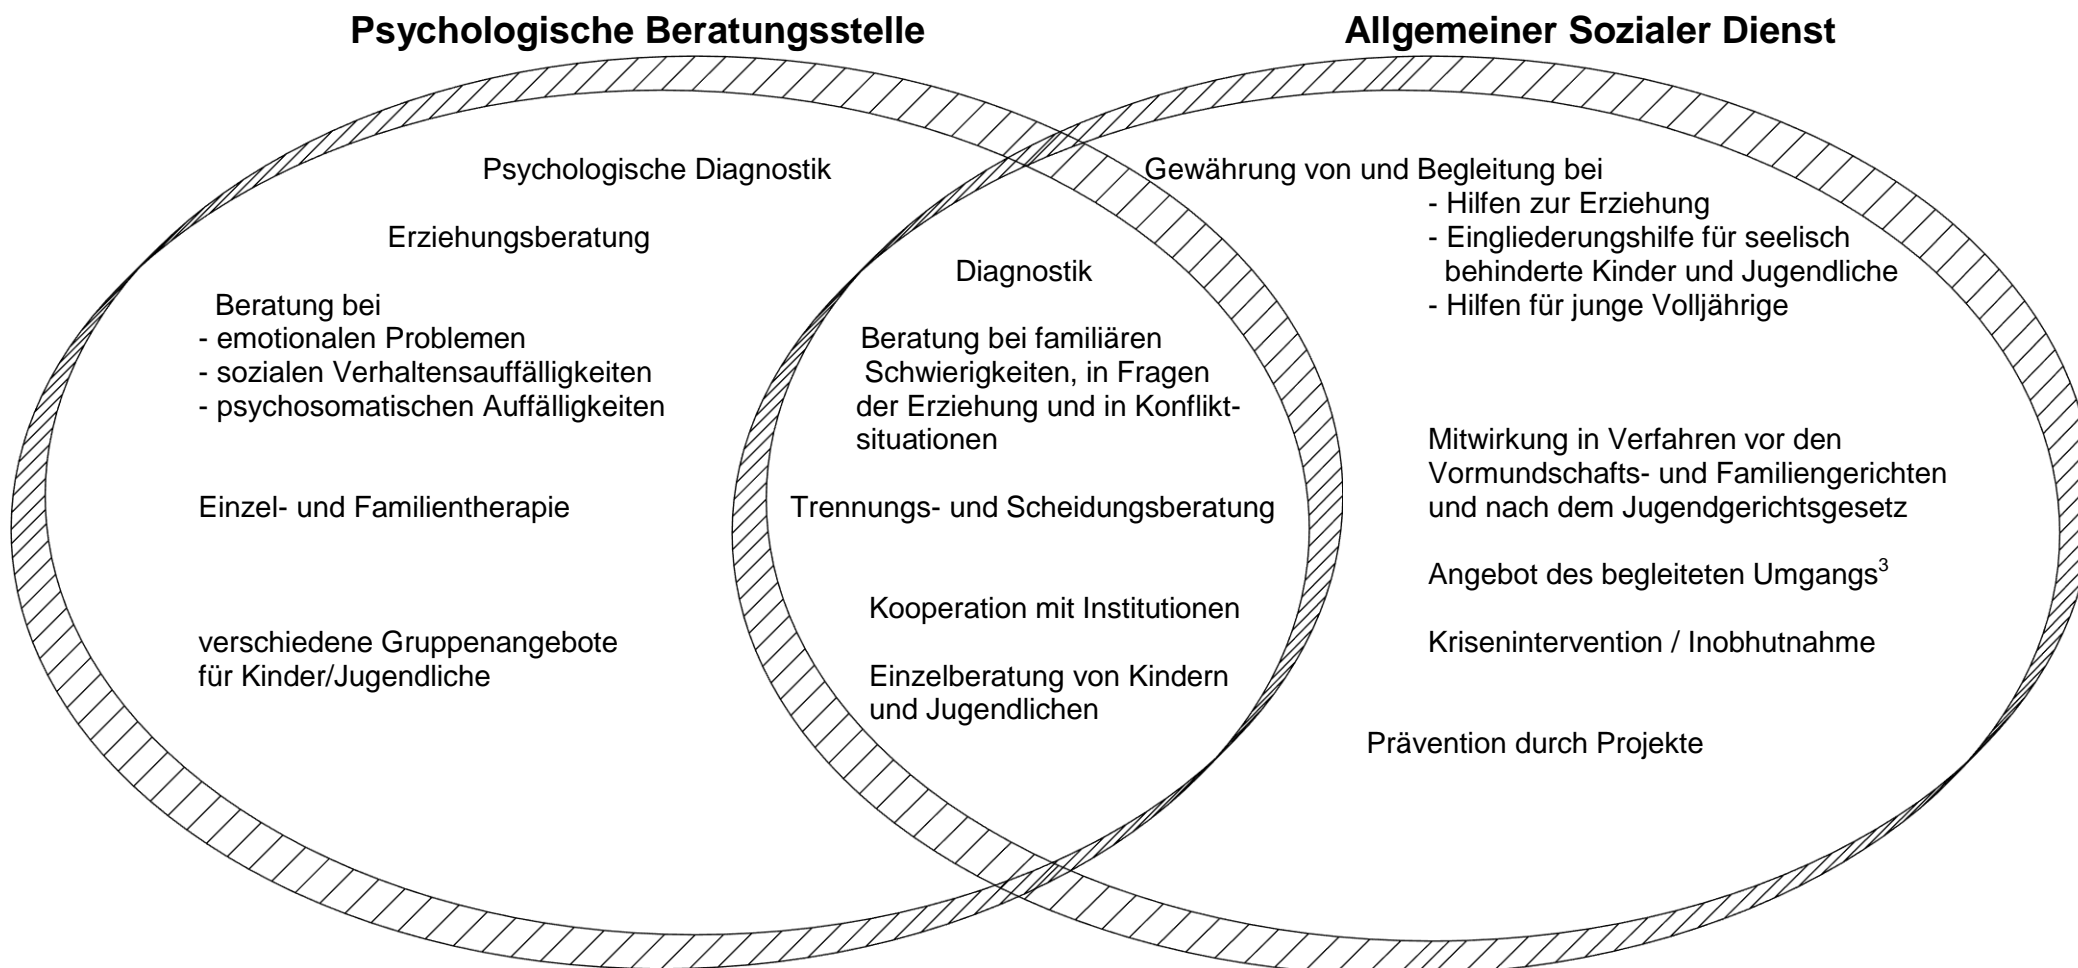 Psychologische Beratungsstelle
Allgemeiner Sozialer Dienst
Psychologische Diagnostik
Erziehungsberatung
Beratung bei
- emotionalen Problemen
- sozialen Verhaltensauffälligkeiten
- psychosomatischen Auffälligkeiten
Einzel- und Familientherapie
verschiedene Gruppenangebote
für Kinder/Jugendliche
Diagnostik
Beratung bei familiären
Schwierigkeiten, in Fragen
der Erziehung und in Konflikt-
situationen
Trennungs- und Scheidungsberatung
Kooperation mit Institutionen
Einzelberatung von Kindern
und Jugendlichen
Gewährung von und Begleitung bei
- Hilfen zur Erziehung
- Eingliederungshilfe für seelisch
behinderte Kinder und Jugendliche
- Hilfen für junge Volljährige
Mitwirkung in Verfahren vor den
Vormundschafts- und Familiengerichten
und nach dem Jugendgerichtsgesetz
Angebot des begleiteten Umgangs³
Krisenintervention / Inobhutnahme
Prävention durch Projekte